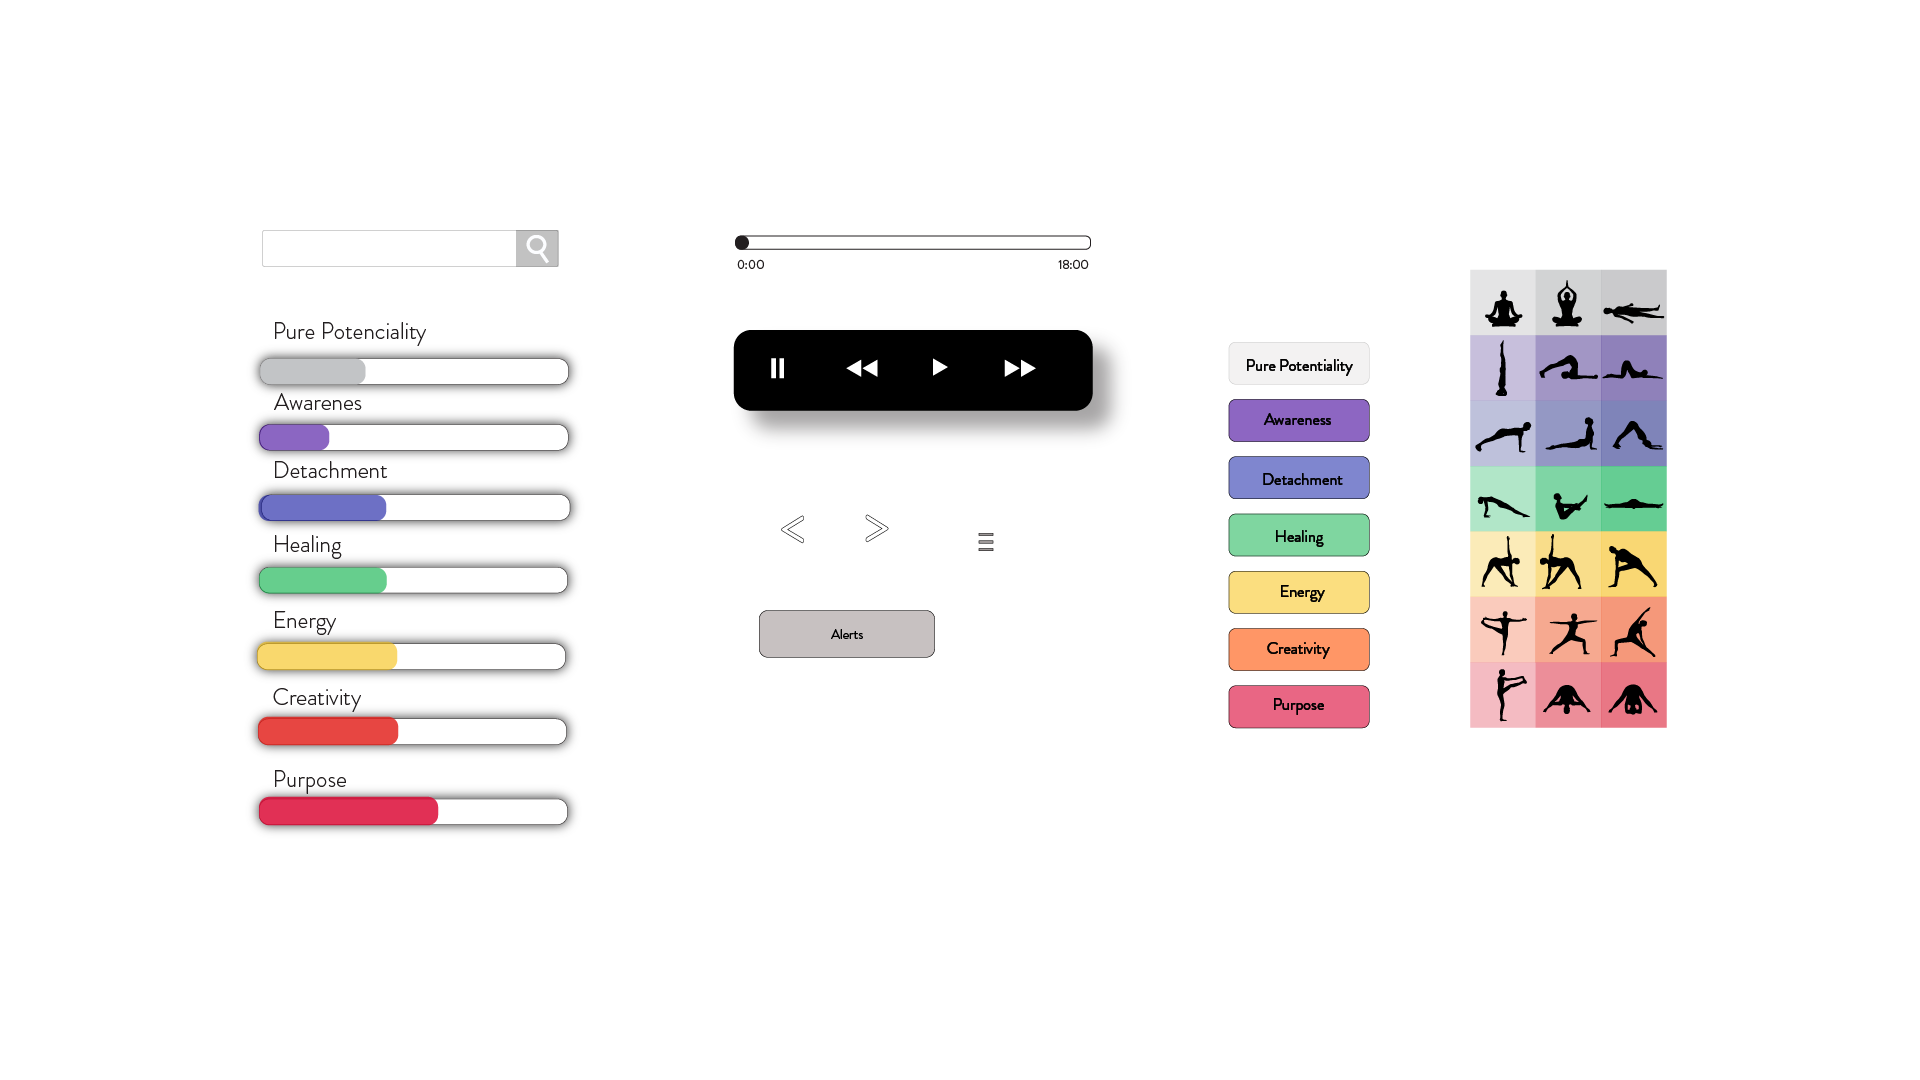 Pure Potenciality
Awarenes
Detachment
Healing
Energy
Creativity
Purpose
0:00 18:00
Alerts
Pure Potentiality
Awareness
Detachment
Healing
Energy
Creativity
Purpose